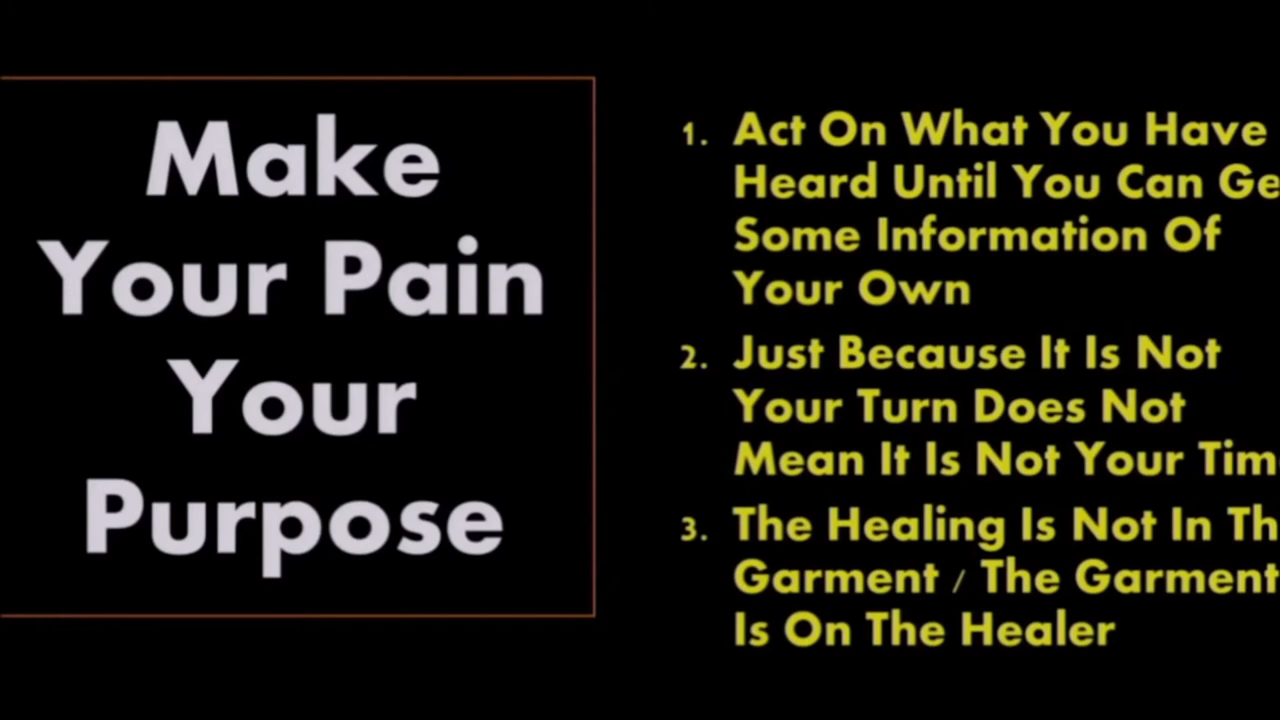 Make
Your Pain
Your
Purpose
1. Act On What You Have
Heard Until You Can Ge
Some Information Of
Your Own
2. Just Because It Is Not
Your Turn Does Not
Mean It Is Not Your Tim
3. The Healing Is Not In Th
Garment / The Garment
Is On The Healer